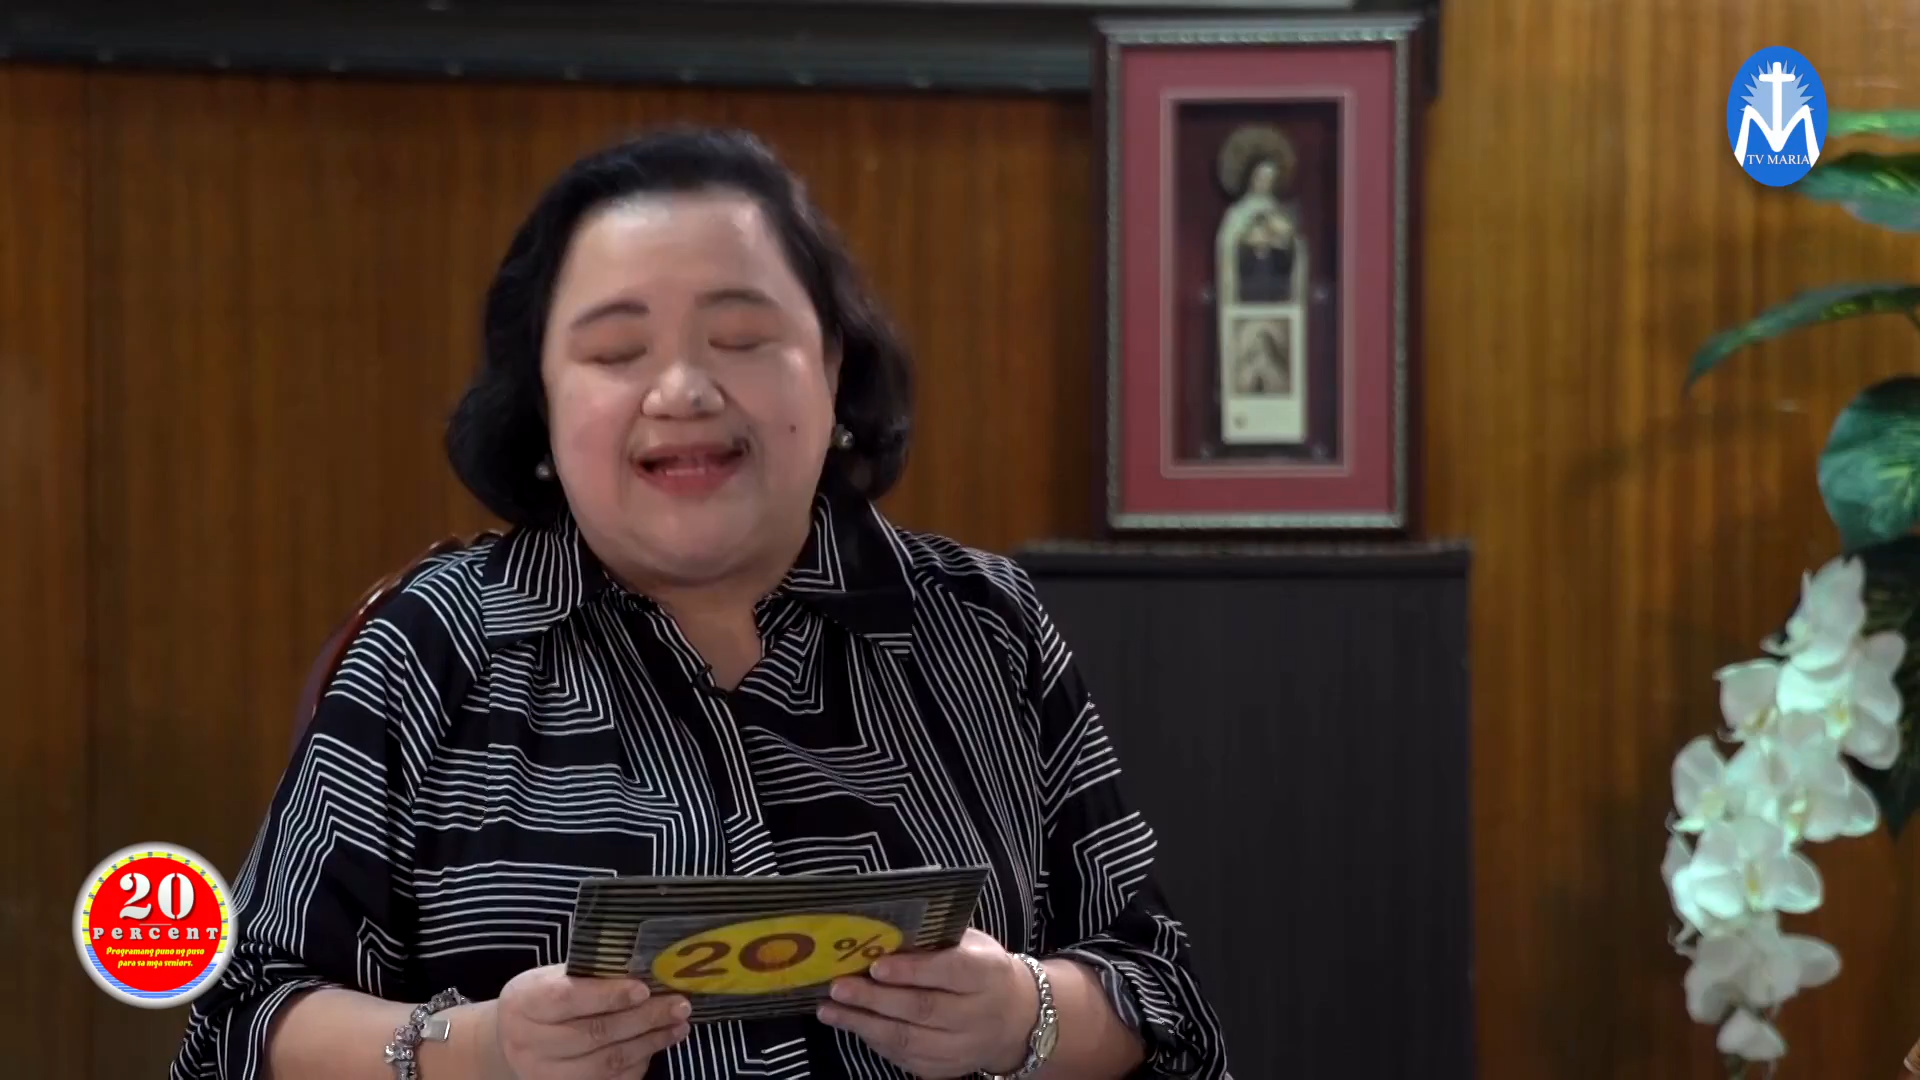 TV MARIA
20
PERCENT
Programang puno ng puso
para sa mga seniors.
20%